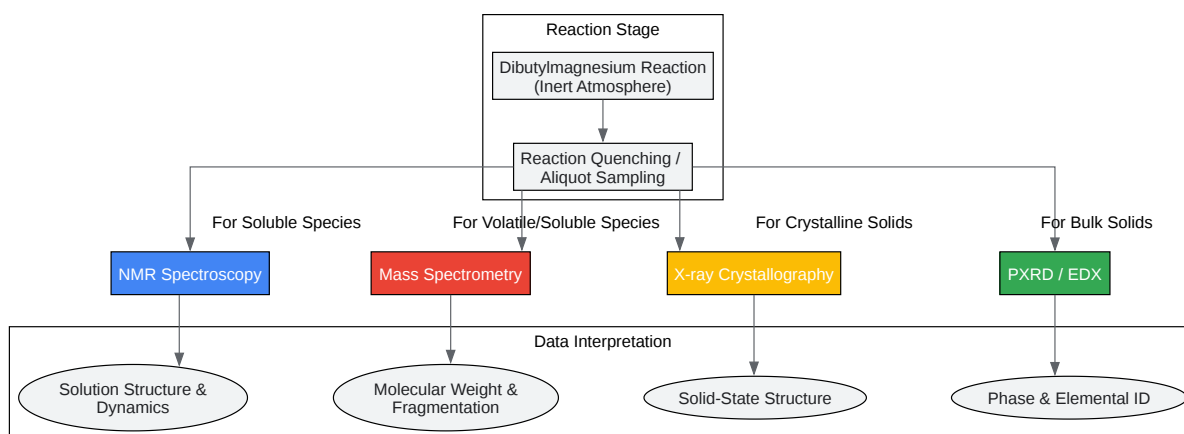 Reaction Stage
Dibutylmagnesium Reaction
(Inert Atmosphere)
Reaction Quenching /
Aliquot Sampling
For Soluble Species
For Volatile/Soluble Species
For Crystalline Solids
For Bulk Solids
NMR Spectroscopy
Mass Spectrometry
X-ray Crystallography
PXRD / EDX
Data Interpretation
Solution Structure &
Dynamics
Molecular Weight &
Fragmentation
Solid-State Structure
Phase & Elemental ID